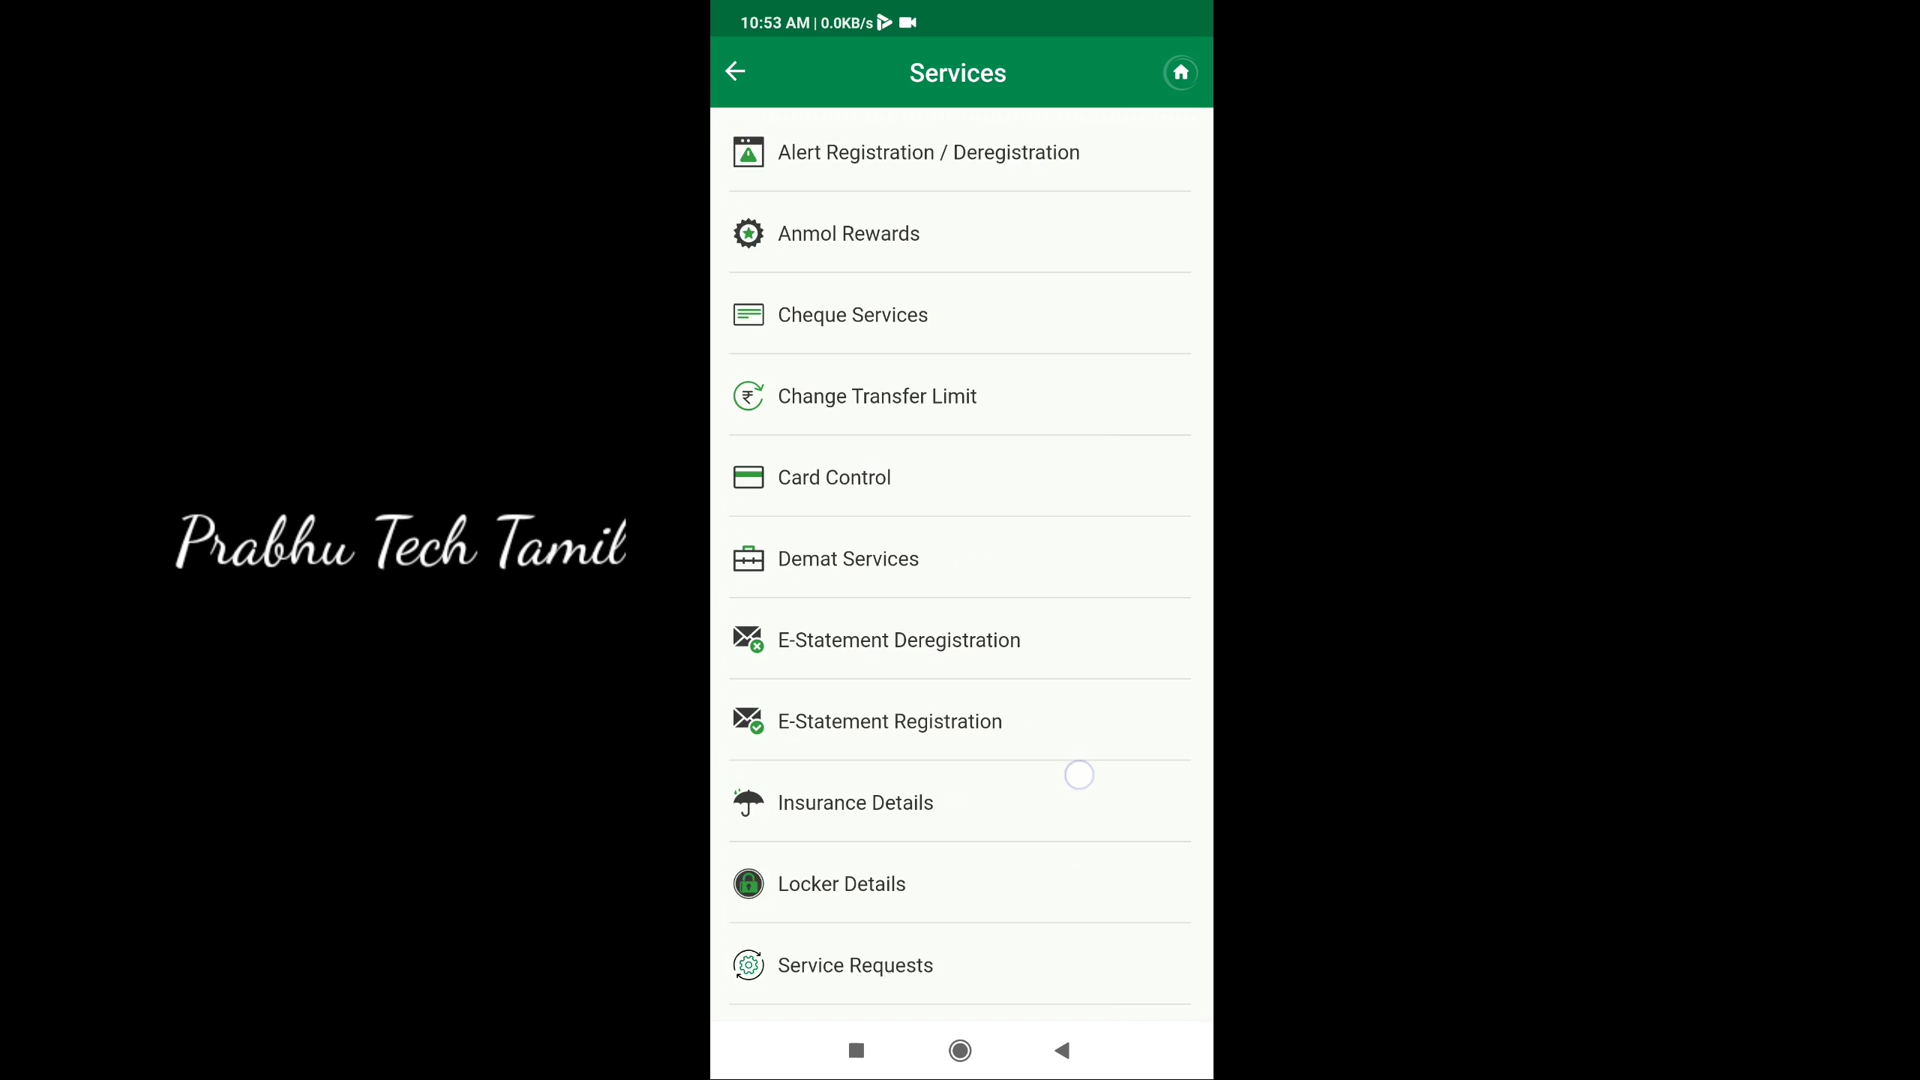 10:53 AM | 0.0KB/s
Services
Alert Registration / Deregistration
Anmol Rewards
Cheque Services
Change Transfer Limit
Card Control
Demat Services
E-Statement Deregistration
E-Statement Registration
Insurance Details
Locker Details
Service Requests
Prabhu Tech Tamil